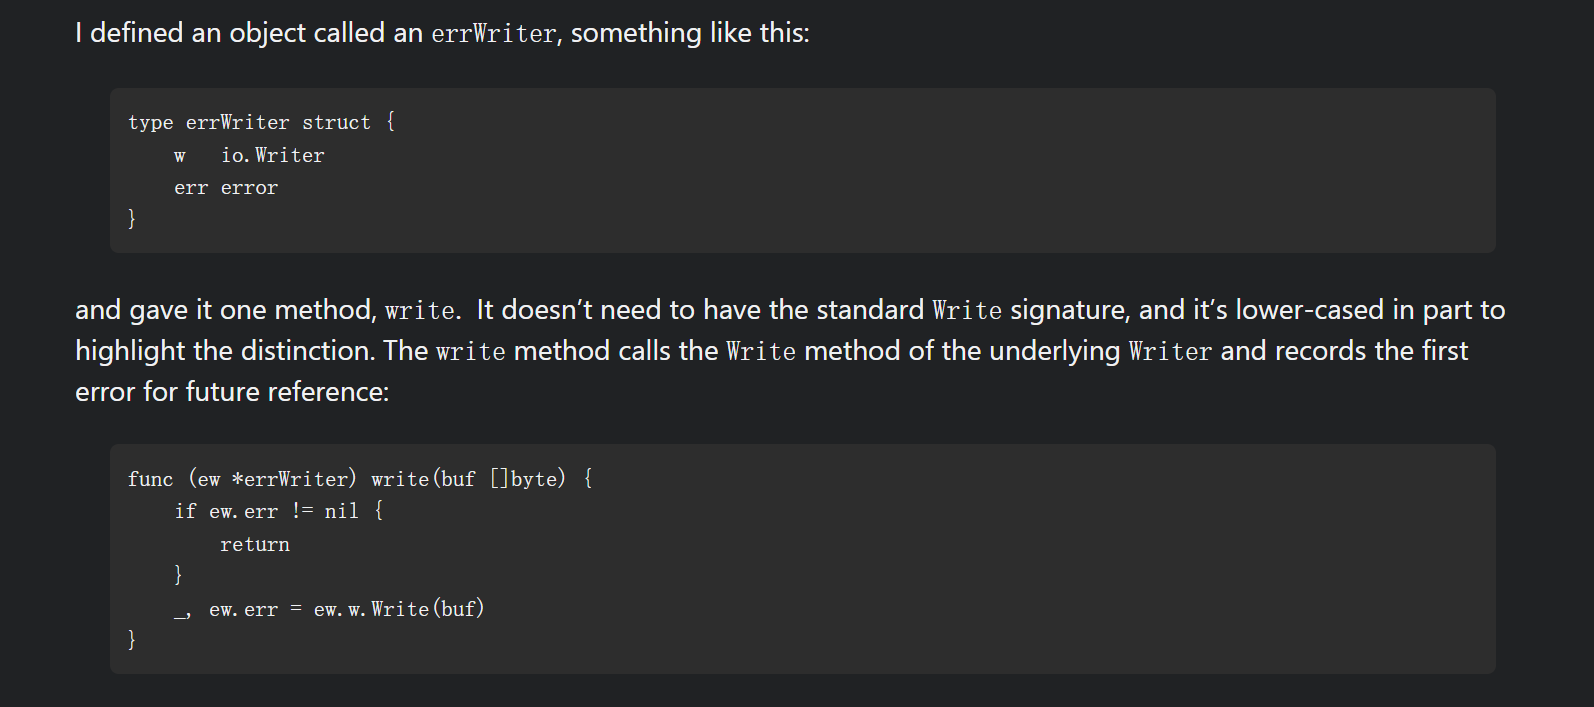 I defined an object called an errWriter, something like this:
type errWriter struct {
    w   io.Writer
    err error
}
and gave it one method, write.  It doesn’t need to have the standard Write signature, and it’s lower-cased in part to
highlight the distinction. The write method calls the Write method of the underlying Writer and records the first
error for future reference:
func (ew *errWriter) write(buf []byte) {
    if ew.err != nil {
        return
    }
    _, ew.err = ew.w.Write(buf)
}